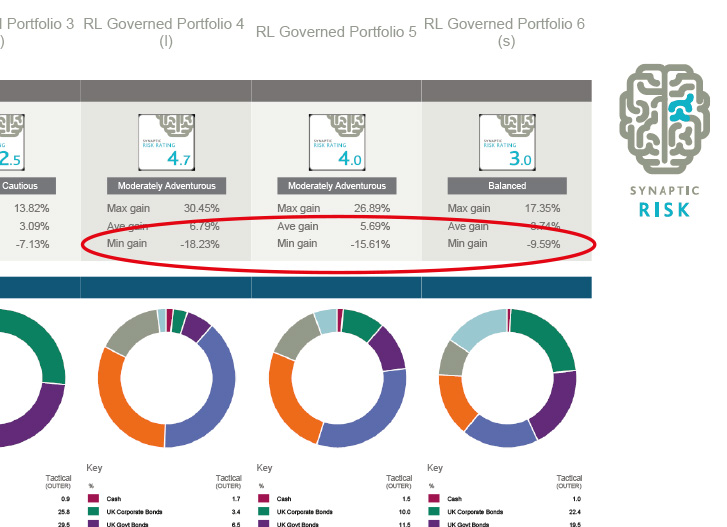 l Portfolio 3 RL Governed Portfolio 4 RL Governed Portfolio 5 RL Governed Portfolio 6
) (l) (s)
SYNAPTIC SYNAPTIC SYNAPTIC
RISK RATING RISK RATING RISK RATING
2.5 4.7 4.0 3.0
Cautious Moderately Adventurous Moderately Adventurous Balanced
13.82% Max gain 30.45% Max gain 26.89% Max gain 17.35%
3.09% Ave gain 6.79% Ave gain 5.69% Ave gain 3.74%
-7.13% Min gain -18.23% Min gain -15.61% Min gain -9.59%
SYNAPTIC
RISK
Key Key Key
Tactical Tactical Tactical Tactical
(OUTER) % (OUTER) % (OUTER) % (OUTER)
0.9 Cash 1.7 Cash 1.5 Cash 1.0
25.8 UK Corporate Bonds 3.4 UK Corporate Bonds 10.0 UK Corporate Bonds 22.4
29.5 UK Govt Bonds 6.5 UK Govt Bonds 11.5 UK Govt Bonds 19.5